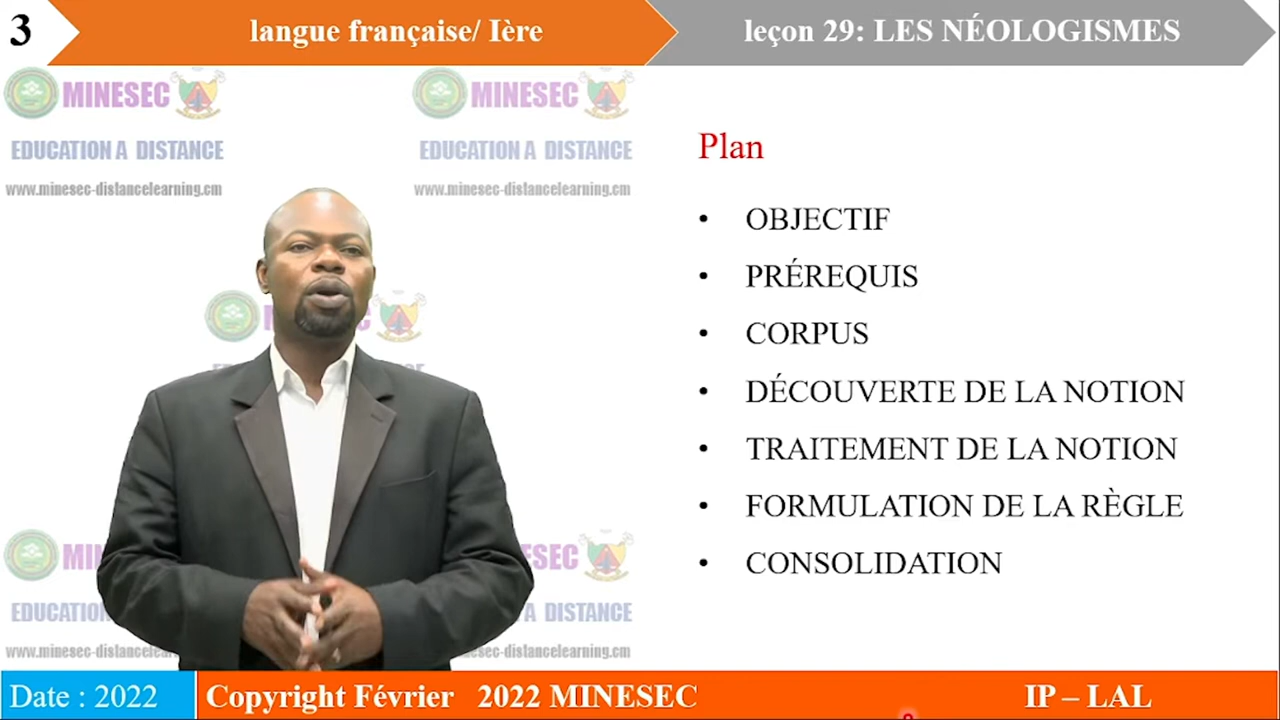 3
langue française/ Ière
leçon 29: LES NÉOLOGISMES
MINESEC
MINESEC
EDUCATION A DISTANCE
EDUCATION A DISTANCE
www.minesec-distancelearning.cm
www.minesec-distancelearning.cm
Plan
• OBJECTIF
• PRÉREQUIS
• CORPUS
• DÉCOUVERTE DE LA NOTION
• TRAITEMENT DE LA NOTION
• FORMULATION DE LA RÈGLE
• CONSOLIDATION
EDUCATION
A DISTANCE
Date : 2022
Copyright Février 2022 MINESEC
IP – LAL